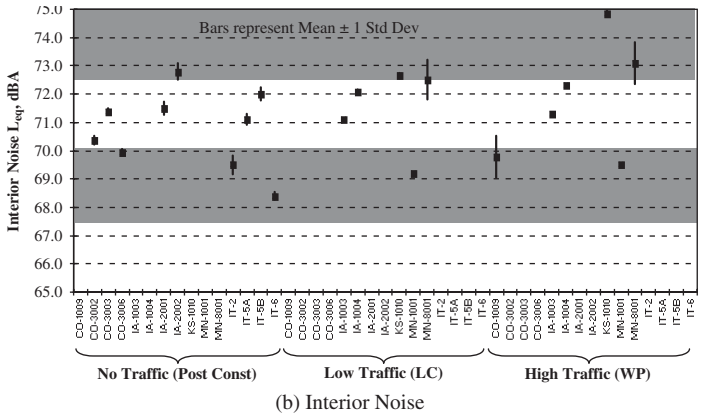 75.0
Bars represent Mean ± 1 Std Dev
74.0
73.0
72.0
71.0
70.0
69.0
68.0
67.0
66.0
65.0
Interior Noise Leq, dBA
CO-1009
CO-3002
CO-3003
CO-3006
IA-1003
IA-1004
IA-2001
IA-2002
KS-1010
MN-1001
MN-8001
IT-2
IT-5A
IT-5B
IT-6
CO-1009
CO-3002
CO-3003
CO-3006
IA-1003
IA-1004
IA-2001
IA-2002
KS-1010
MN-1001
MN-8001
IT-2
IT-5A
IT-5B
IT-6
CO-1009
CO-3002
CO-3003
CO-3006
IA-1003
IA-1004
IA-2001
IA-2002
KS-1010
MN-1001
MN-8001
IT-2
IT-5A
IT-5B
IT-6
No Traffic (Post Const)
Low Traffic (LC)
High Traffic (WP)
(b) Interior Noise